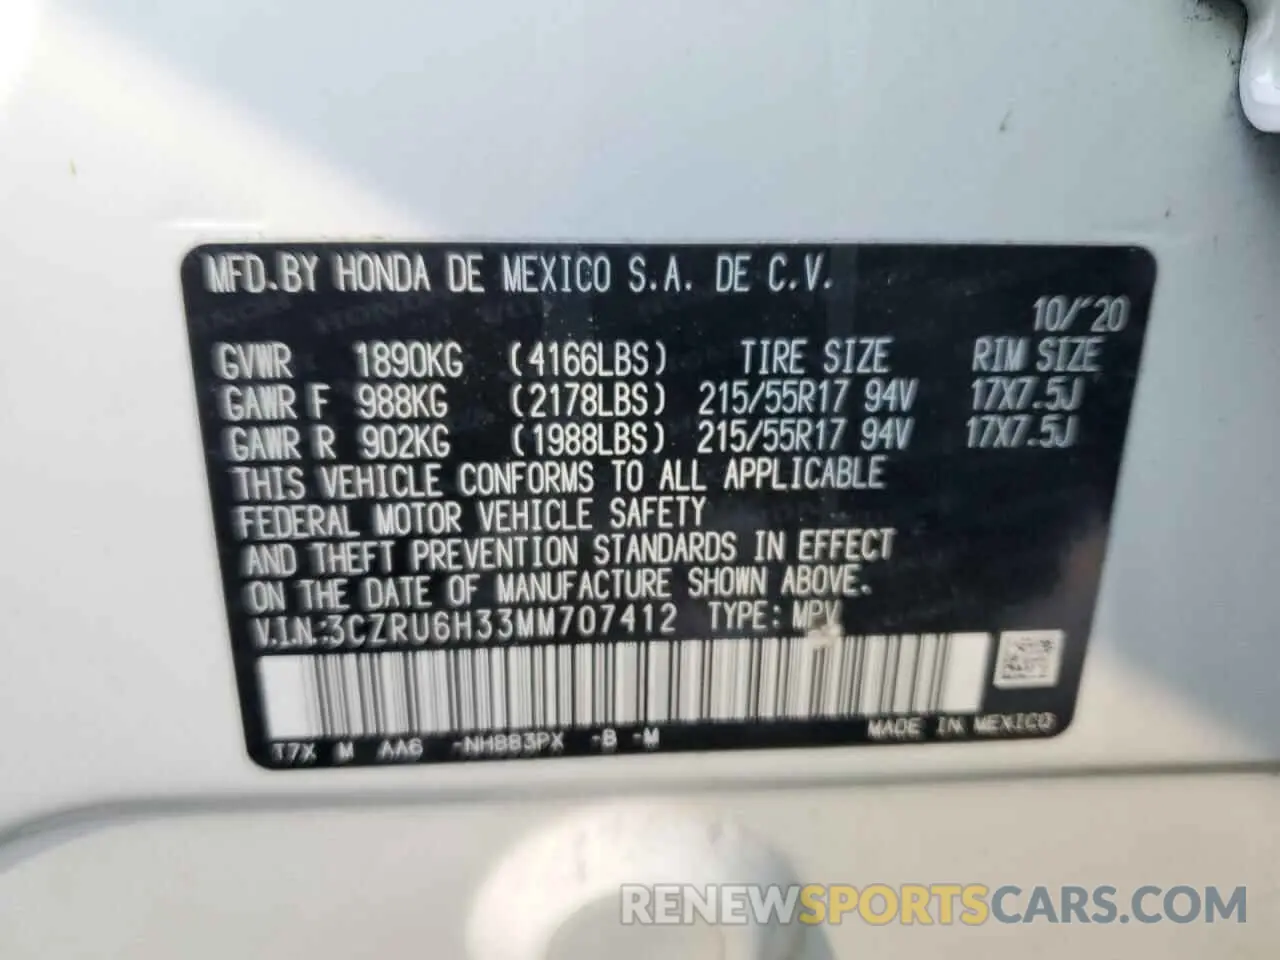 MFD.BY HONDA DE MEXICO S.A. DE C.V.
10/'20
GVWR 1890KG (4166LBS) TIRE SIZE RIM SIZE
GAWR F 988KG (2178LBS) 215/55R17 94V 17X7.5J
GAWR R 902KG (1988LBS) 215/55R17 94V 17X7.5J
THIS VEHICLE CONFORMS TO ALL APPLICABLE
FEDERAL MOTOR VEHICLE SAFETY
AND THEFT PREVENTION STANDARDS IN EFFECT
ON THE DATE OF MANUFACTURE SHOWN ABOVE.
V.I.N.:3CZRU6H33MM707412 TYPE: MPV
T7X M AA6 -NH883PX -B -M MADE IN MEXICO
RENEWSPORTSCARS.COM